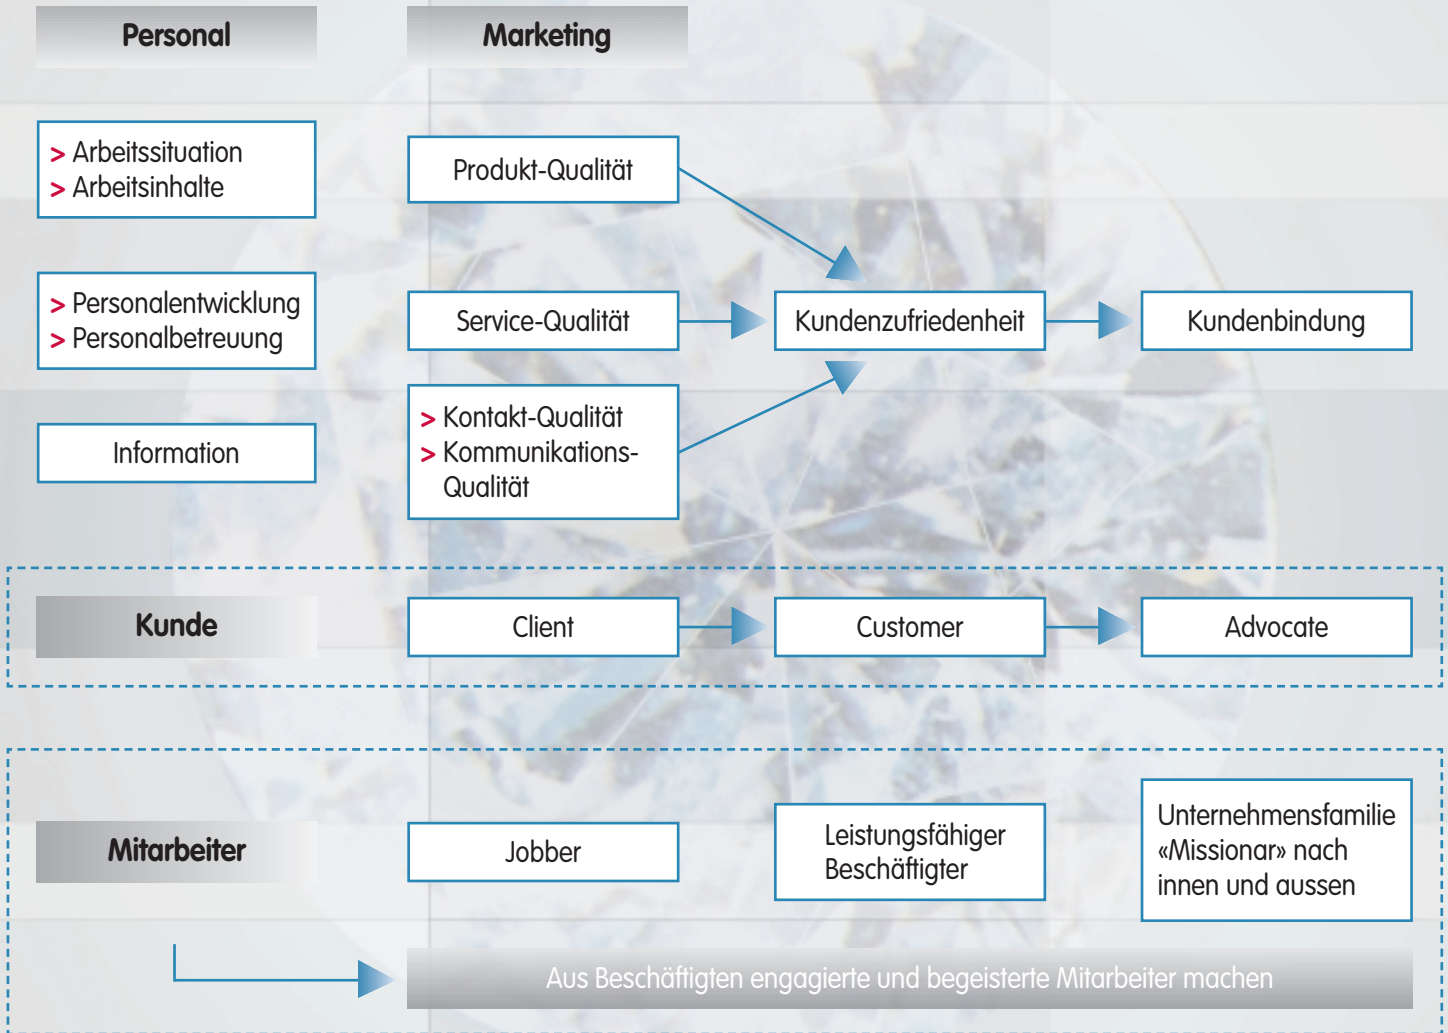 Personal
Marketing
> Arbeitssituation
> Arbeitsinhalte
Produkt-Qualität
> Personalentwicklung
> Personalbetreuung
Service-Qualität
Kundenzufriedenheit
Kundenbindung
Information
> Kontakt-Qualität
> Kommunikations-
Qualität
Kunde
Client
Customer
Advocate
Mitarbeiter
Jobber
Leistungsfähiger
Beschäftigter
Unternehmensfamilie
«Missionar» nach
innen und aussen
Aus Beschäftigten engagierte und begeisterte Mitarbeiter machen